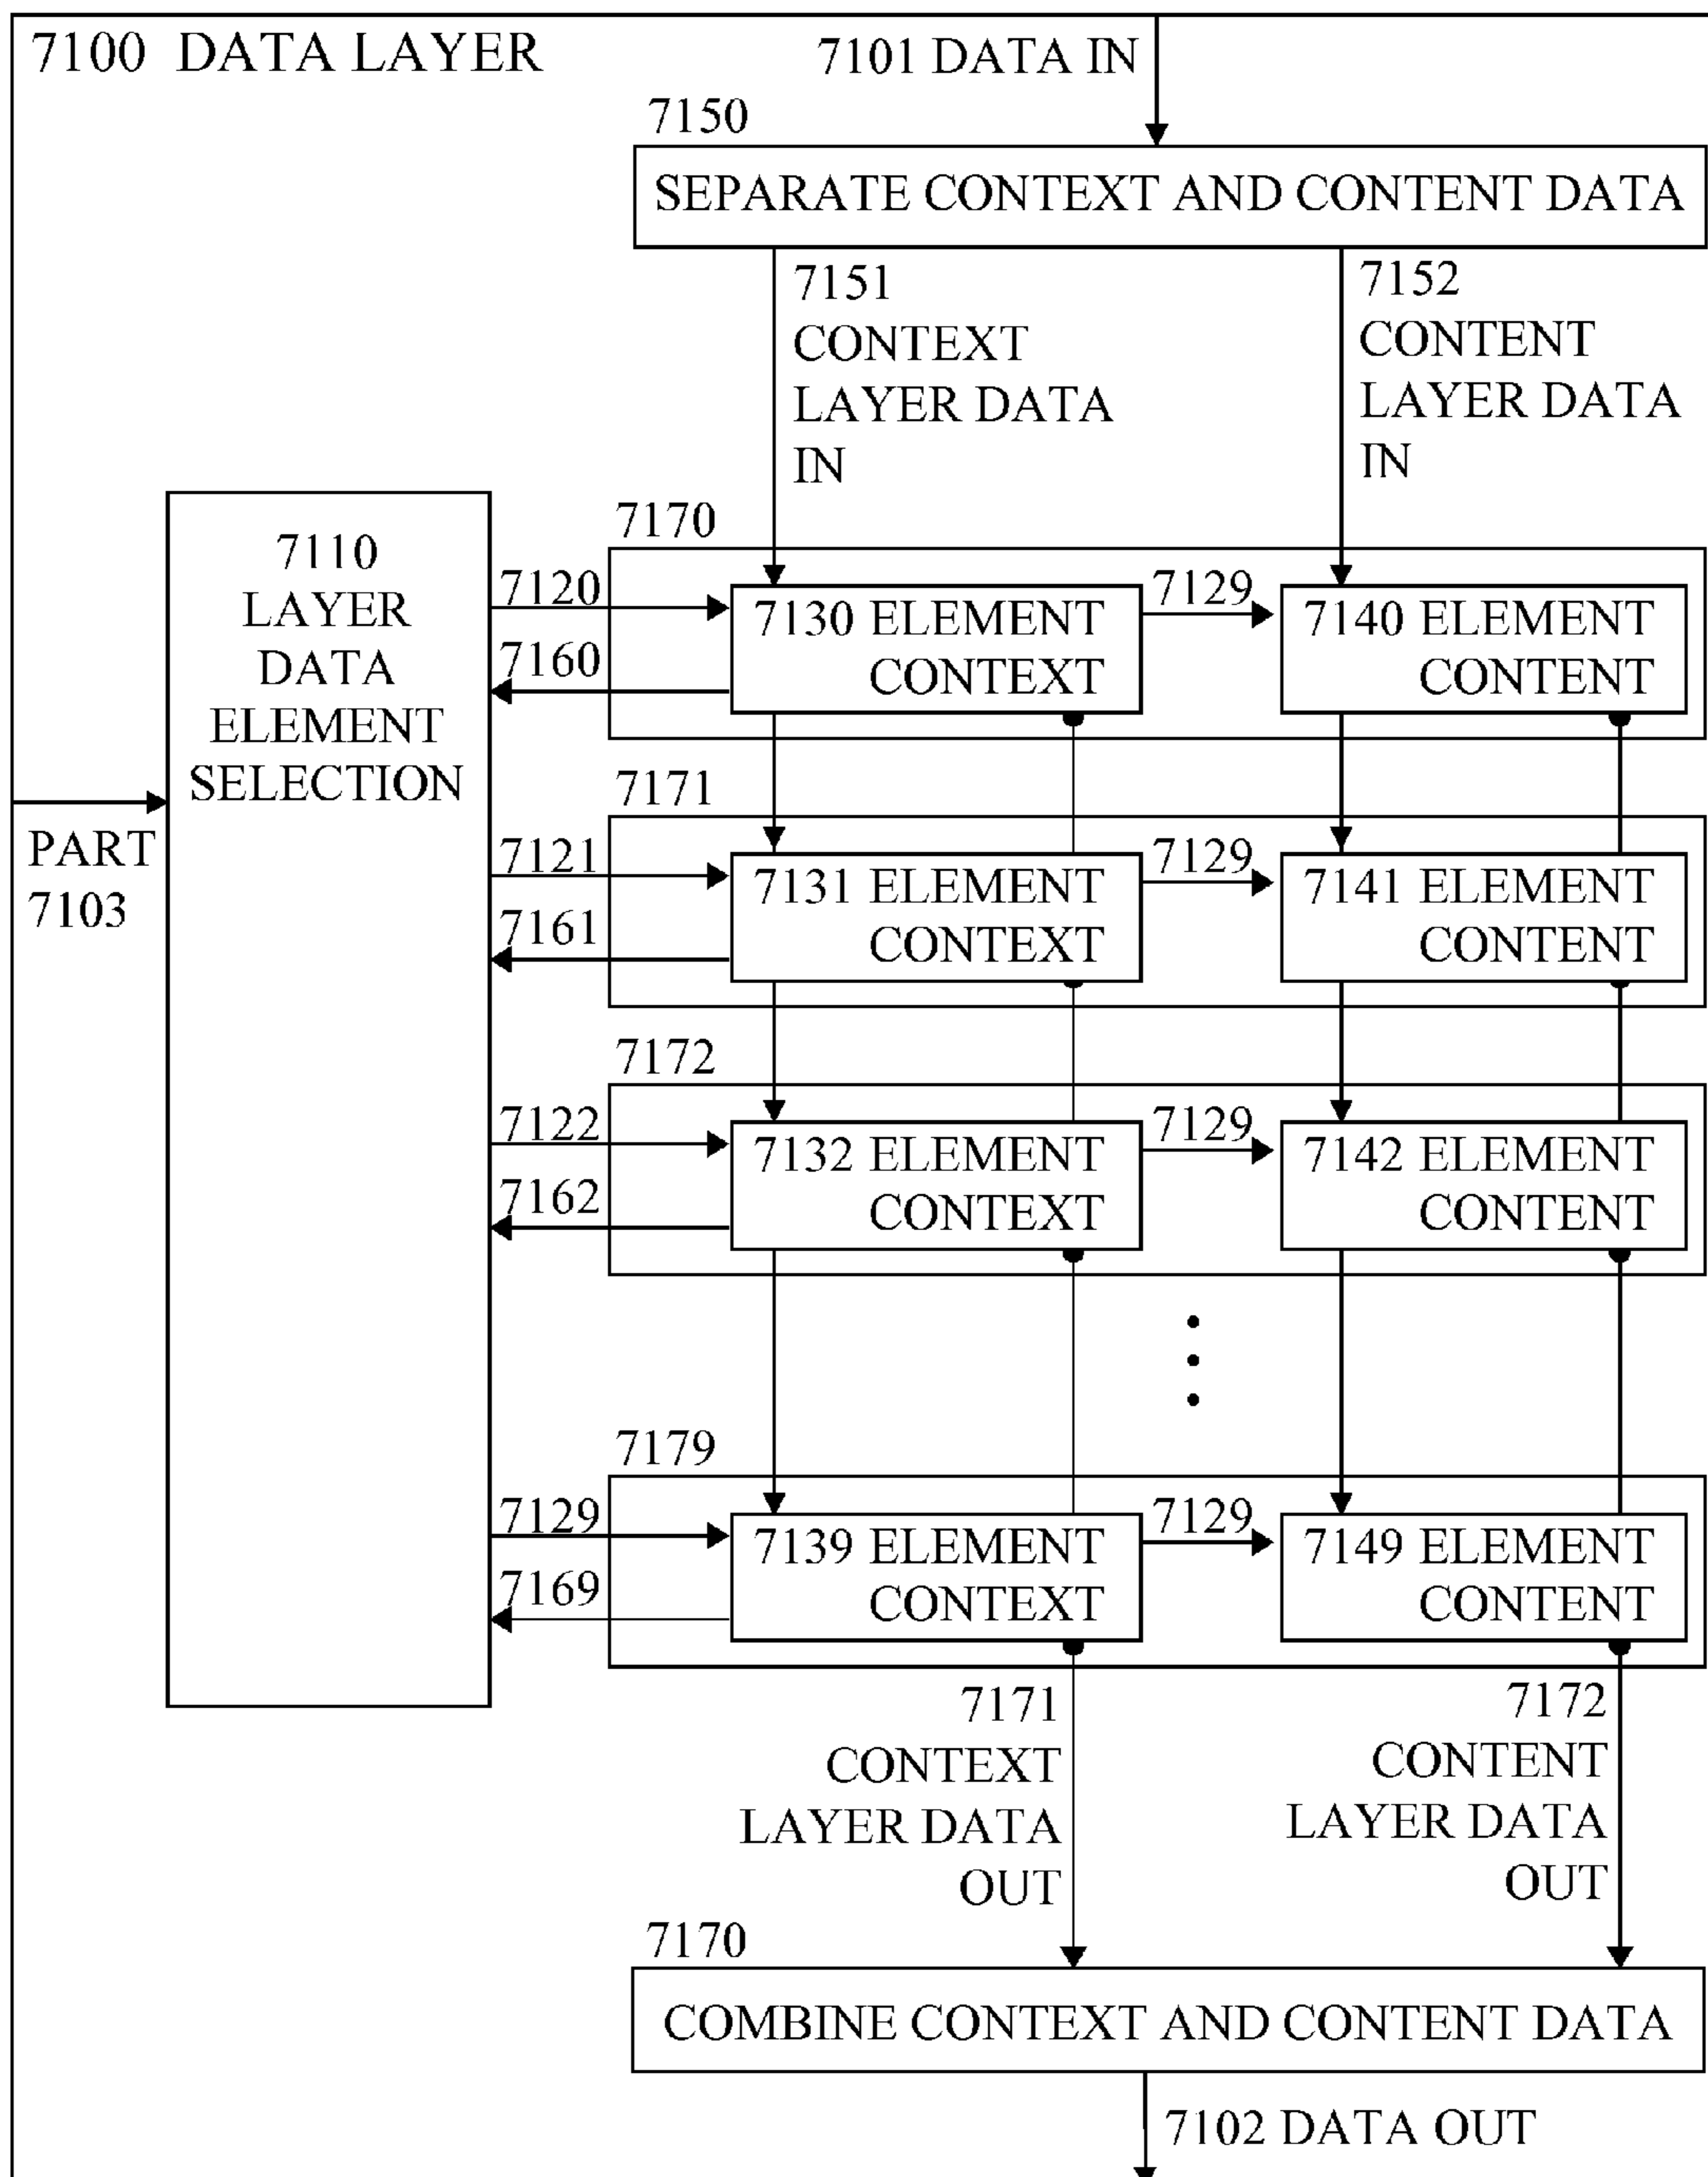 7100 DATA LAYER
7101 DATA IN
7150
SEPARATE CONTEXT AND CONTENT DATA
7151
CONTEXT
LAYER DATA
IN
7152
CONTENT
LAYER DATA
IN
7110
LAYER
DATA
ELEMENT
SELECTION
PART
7103
7170
7120
7160
7130 ELEMENT
CONTEXT
7129
7140 ELEMENT
CONTENT
7171
7121
7161
7131 ELEMENT
CONTEXT
7129
7141 ELEMENT
CONTENT
7172
7122
7162
7132 ELEMENT
CONTEXT
7129
7142 ELEMENT
CONTENT
7179
7129
7169
7139 ELEMENT
CONTEXT
7129
7149 ELEMENT
CONTENT
7171
CONTEXT
LAYER DATA
OUT
7172
CONTENT
LAYER DATA
OUT
7170
COMBINE CONTEXT AND CONTENT DATA
7102 DATA OUT